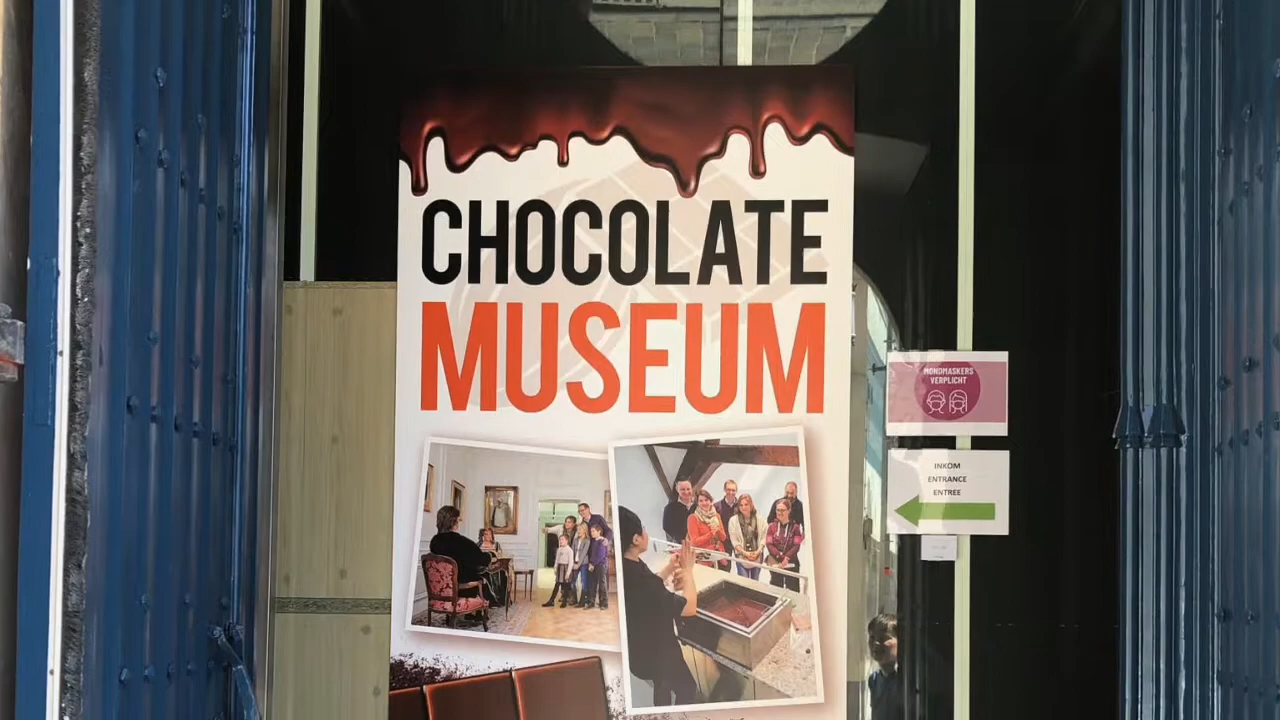 CHOCOLATE
MUSEUM
MONDMASKERS
VERPLICHT
INKOM
ENTRANCE
ENTREE